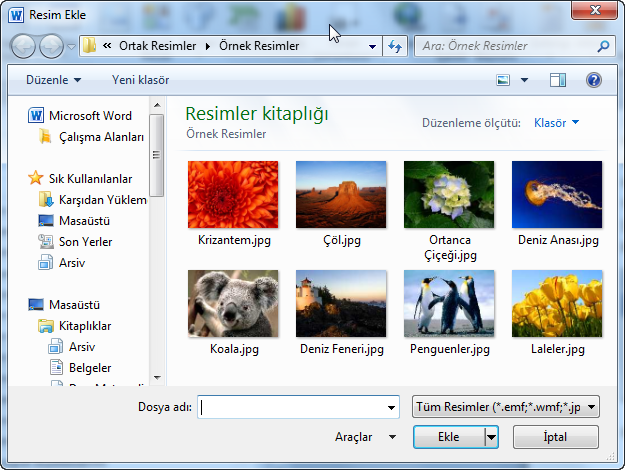 Resim Ekle
« Ortak Resimler Örnek Resimler
Ara: Örnek Resimler
Düzenle Yeni klasör
Microsoft Word
Çalışma Alanları
Sık Kullanılanlar
Karşıdan Yüklem
Masaüstü
Son Yerler
Arsiv
Masaüstü
Kitaplıklar
Arsiv
Belgeler
Resimler kitaplığı
Örnek Resimler
Düzenleme ölçütü: Klasör
Krizantem.jpg
Çöl.jpg
Ortanca
Çiçeği.jpg
Deniz Anası.jpg
Koala.jpg
Deniz Feneri.jpg
Penguenler.jpg
Laleler.jpg
Dosya adı:
Tüm Resimler (*.emf;*.wmf;*.jp
Araçlar
Ekle
İptal